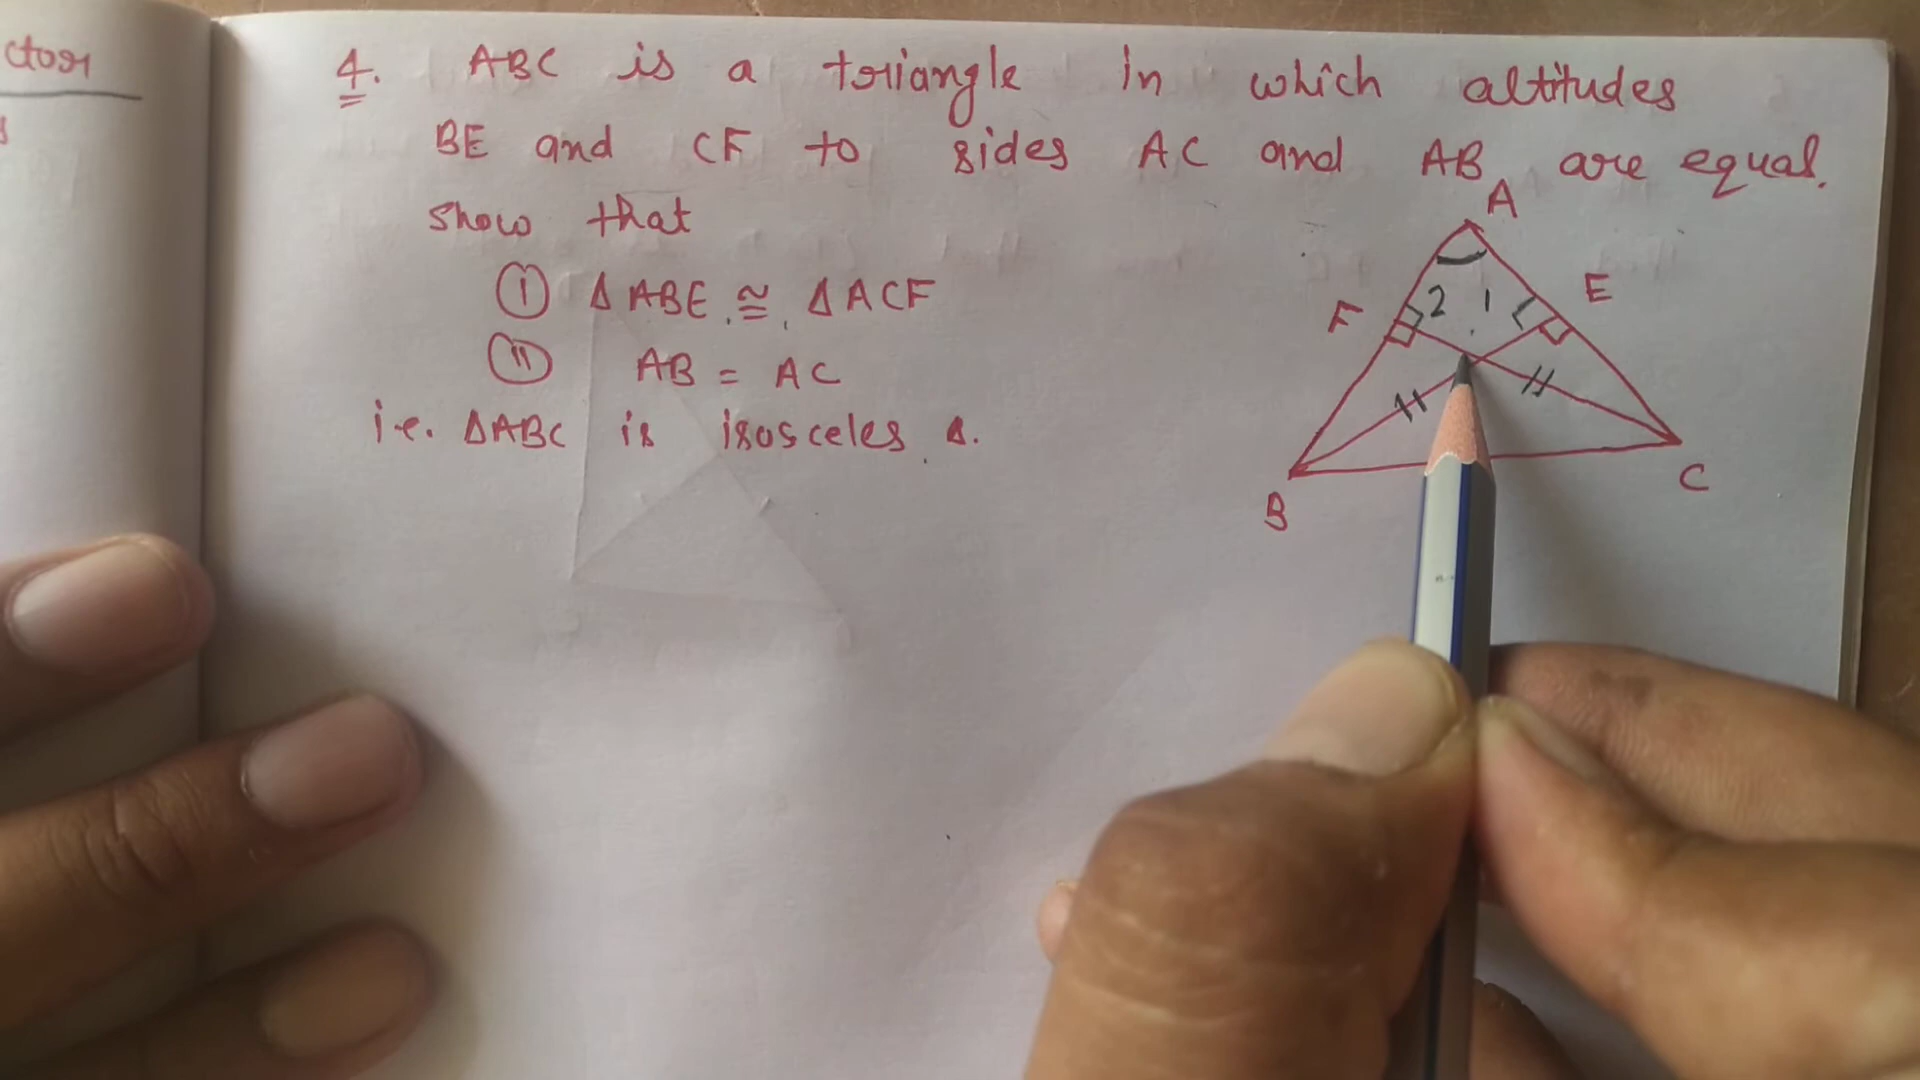 4. ABC is a triangle in which altitudes
BE and CF to sides AC and AB are equal.
show that
(i) Δ ABE ≅ Δ ACF
(ii) AB = AC
i.e. ΔABC is isosceles Δ.
A
F 2 1 E
B
C